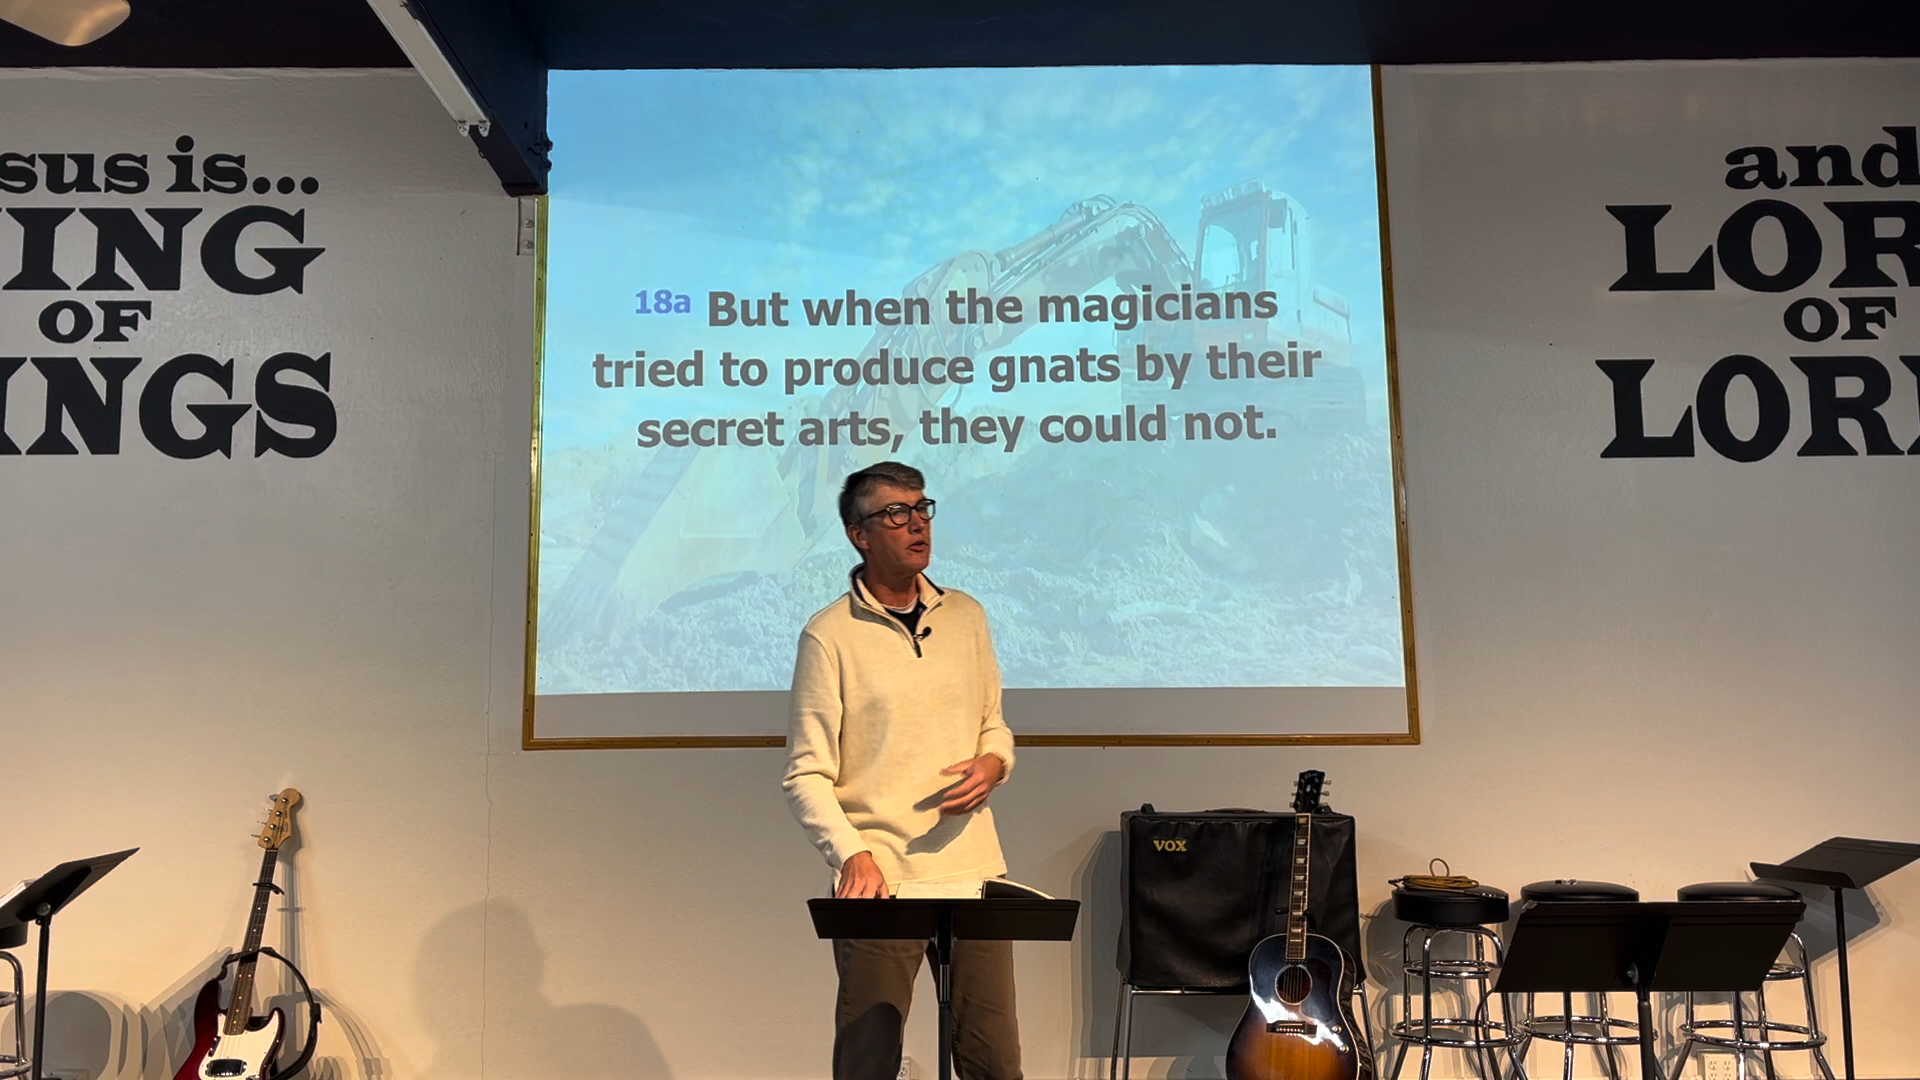 sus is...
ING
OF
INGS
18a But when the magicians
tried to produce gnats by their
secret arts, they could not.
and
LOR
OF
LOR
VOX